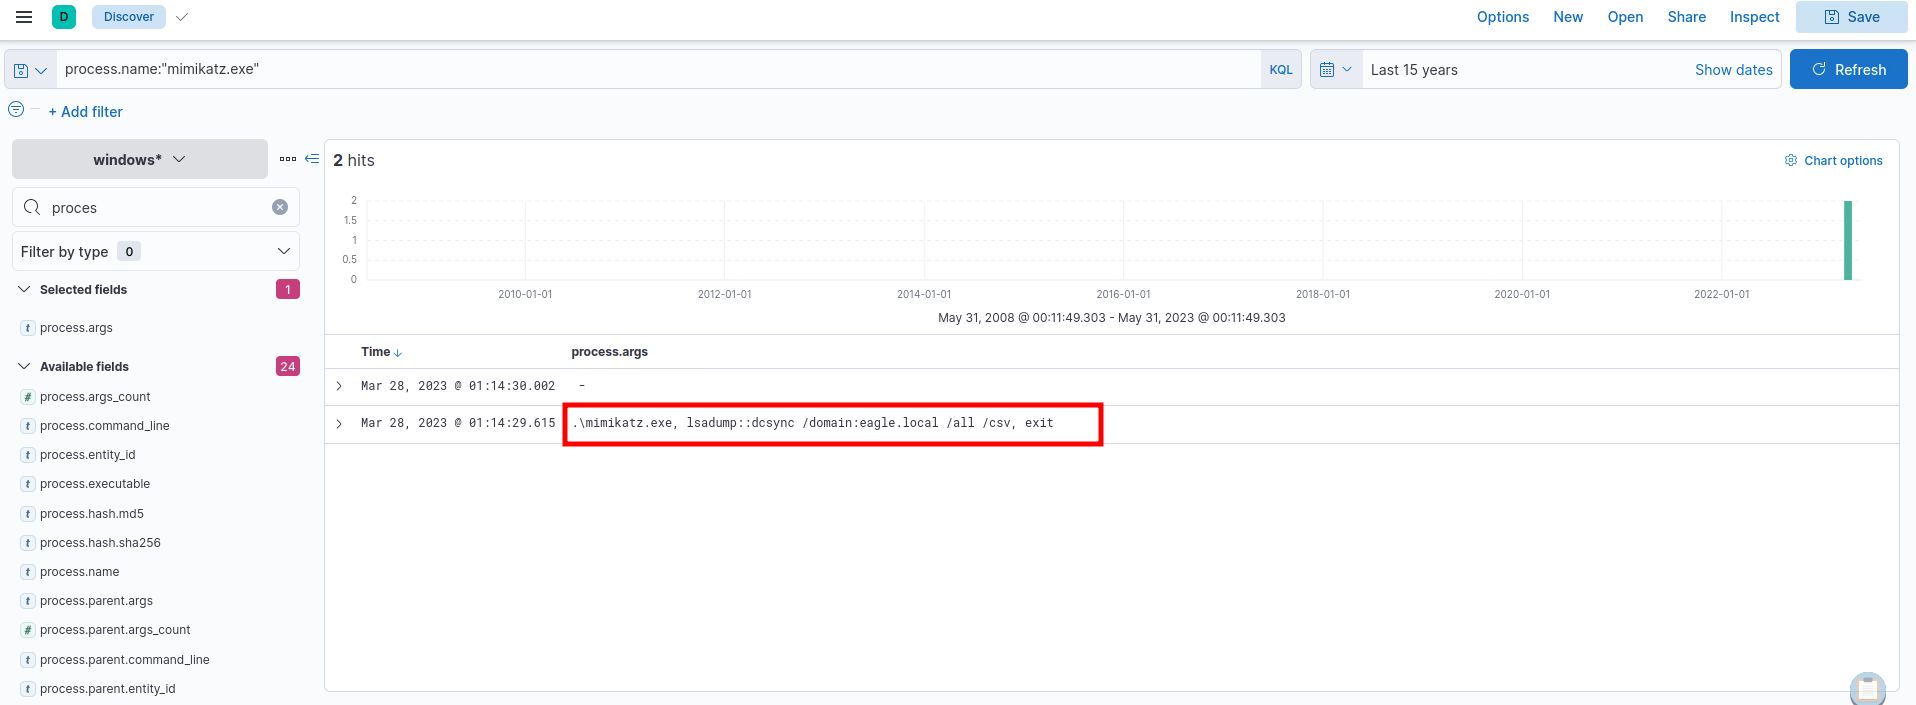 D Discover Options New Open Share Inspect Save
process.name:"mimikatz.exe" KQL Last 15 years Show dates Refresh
+ Add filter
windows*
proces
Filter by type 0
Selected fields 1
process.args
Available fields 24
process.args_count
process.command_line
process.entity_id
process.executable
process.hash.md5
process.hash.sha256
process.name
process.parent.args
process.parent.args_count
process.parent.command_line
process.parent.entity_id
2 hits Chart options
2
1.5
1
0.5
0
2010-01-01 2012-01-01 2014-01-01 2016-01-01 2018-01-01 2020-01-01 2022-01-01
May 31, 2008 @ 00:11:49.303 - May 31, 2023 @ 00:11:49.303
Time process.args
Mar 28, 2023 @ 01:14:30.002 -
Mar 28, 2023 @ 01:14:29.615 .\mimikatz.exe, lsadump::dcsync /domain:eagle.local /all /csv, exit